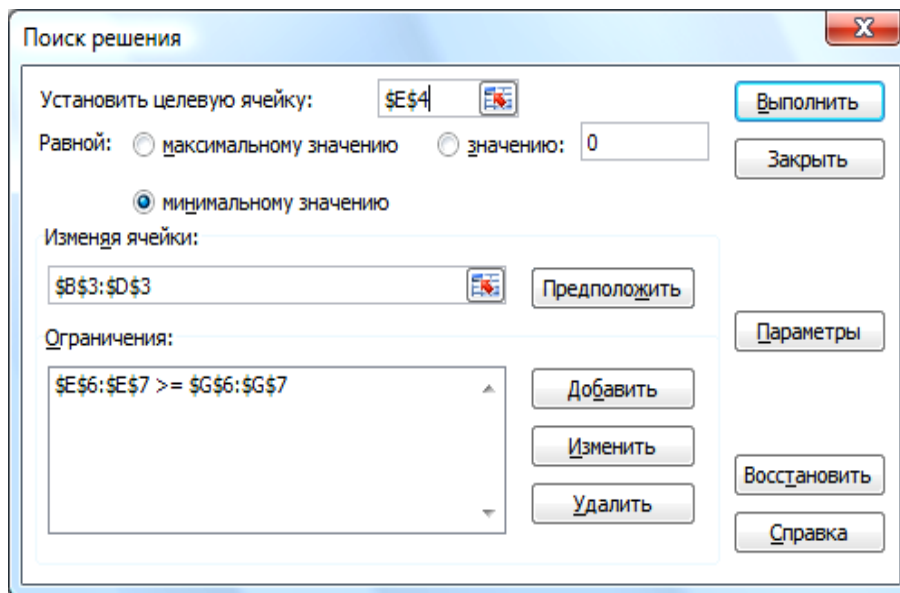 Поиск решения
X
Установить целевую ячейку: $E$4 Выполнить
Равной: максимальному значению значению: 0 Закрыть
минимальному значению
Изменяя ячейки:
$B$3:$D$3 Предположить
Ограничения: Параметры
$E$6:$E$7 >= $G$6:$G$7 Добавить
Изменить
Восстановить
Удалить
Справка